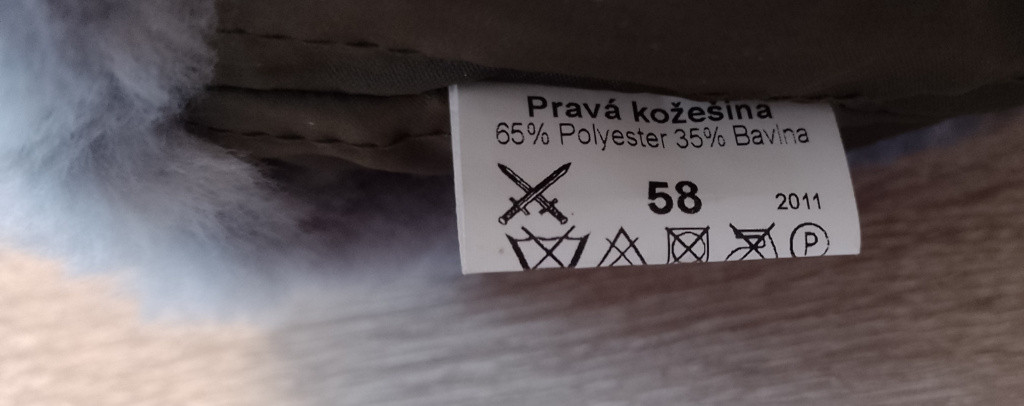 Pravá kožešina
65% Polyester 35% Bavlna
58 2011
P